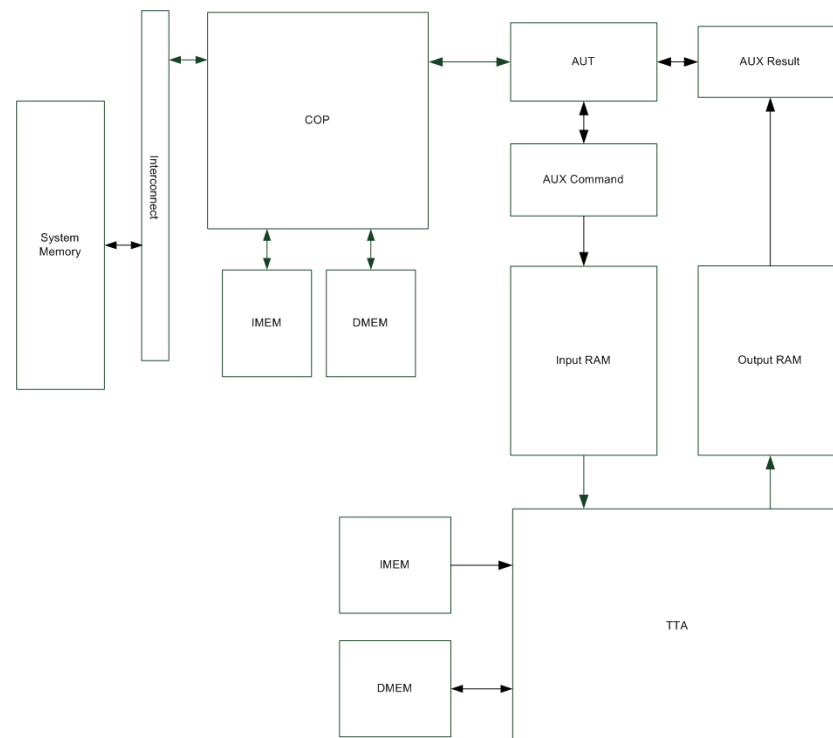 COP
AUT
AUX Result
AUX Command
Interconnect
System
Memory
IMEM
DMEM
Input RAM
Output RAM
IMEM
TTA
DMEM